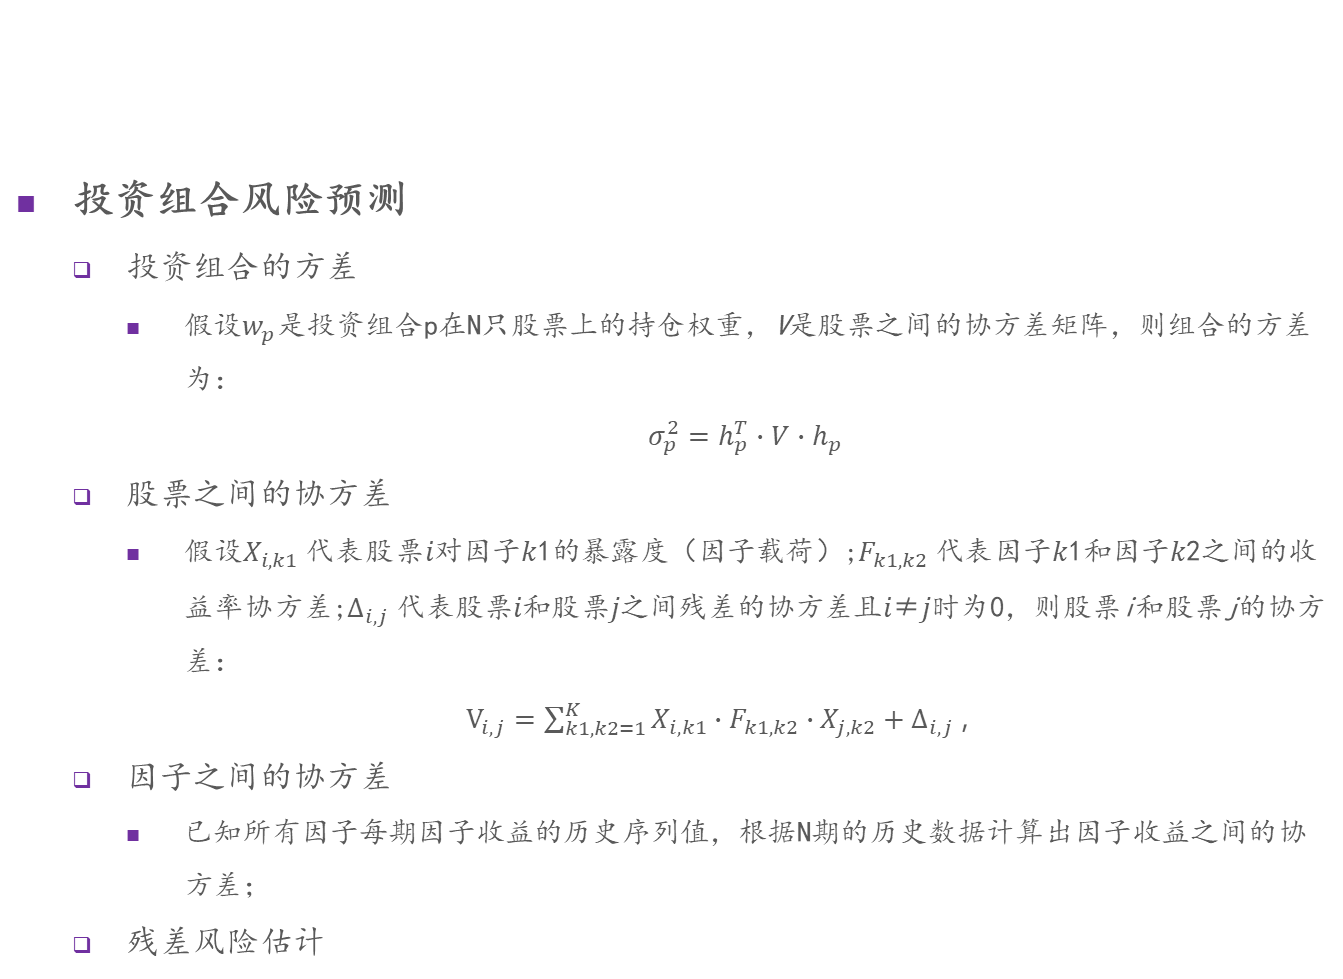 投资组合风险预测
投资组合的方差
假设$w_p$是投资组合p在N只股票上的持仓权重，V是股票之间的协方差矩阵，则组合的方差
为：
$\sigma_p^2 = h_p^T \cdot V \cdot h_p$
股票之间的协方差
假设$X_{i,k1}$ 代表股票i对因子k1的暴露度（因子载荷）;$F_{k1,k2}$ 代表因子k1和因子k2之间的收
益率协方差;$\Delta_{i,j}$ 代表股票i和股票j之间残差的协方差且i≠j时为0，则股票i和股票j的协方
差：
$V_{i,j} = \sum_{k1,k2=1}^{K} X_{i,k1} \cdot F_{k1,k2} \cdot X_{j,k2} + \Delta_{i,j}$ ，
因子之间的协方差
已知所有因子每期因子收益的历史序列值，根据N期的历史数据计算出因子收益之间的协
方差；
残差风险估计